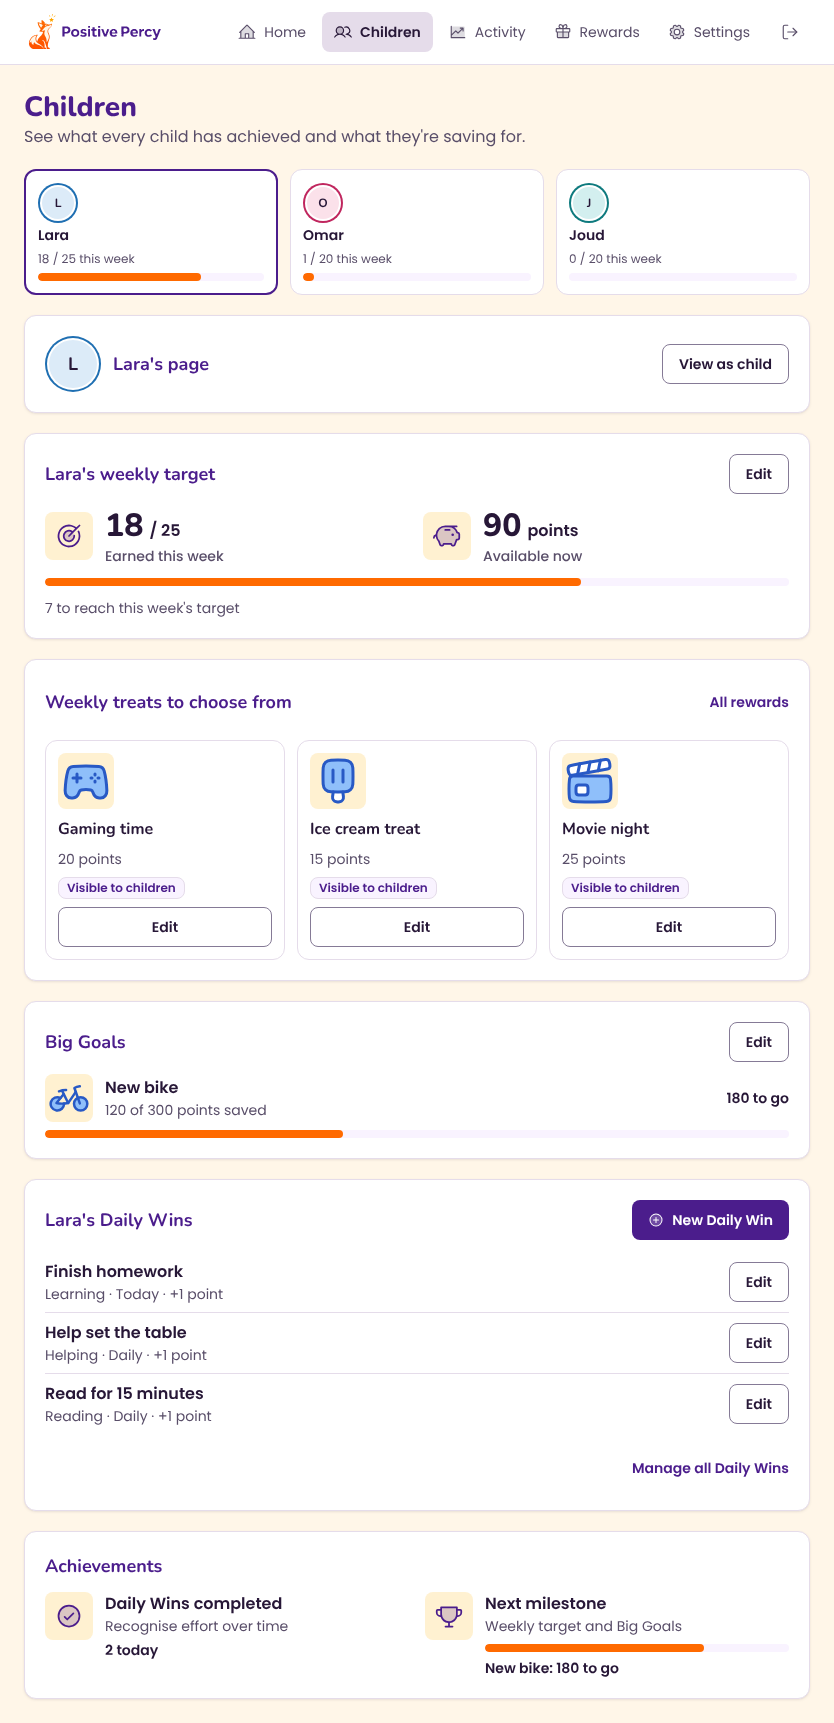 Positive Percy
Home
Children
Activity
Rewards
Settings
Children
See what every child has achieved and what they're saving for.
L
Lara
18 / 25 this week
O
Omar
1 / 20 this week
J
Joud
0 / 20 this week
L
Lara's page
View as child
Lara's weekly target
Edit
18 / 25
Earned this week
90 points
Available now
7 to reach this week's target
Weekly treats to choose from
All rewards
Gaming time
20 points
Visible to children
Edit
Ice cream treat
15 points
Visible to children
Edit
Movie night
25 points
Visible to children
Edit
Big Goals
Edit
New bike
120 of 300 points saved
180 to go
Lara's Daily Wins
New Daily Win
Finish homework
Learning · Today · +1 point
Edit
Help set the table
Helping · Daily · +1 point
Edit
Read for 15 minutes
Reading · Daily · +1 point
Edit
Manage all Daily Wins
Achievements
Daily Wins completed
Recognise effort over time
2 today
Next milestone
Weekly target and Big Goals
New bike: 180 to go